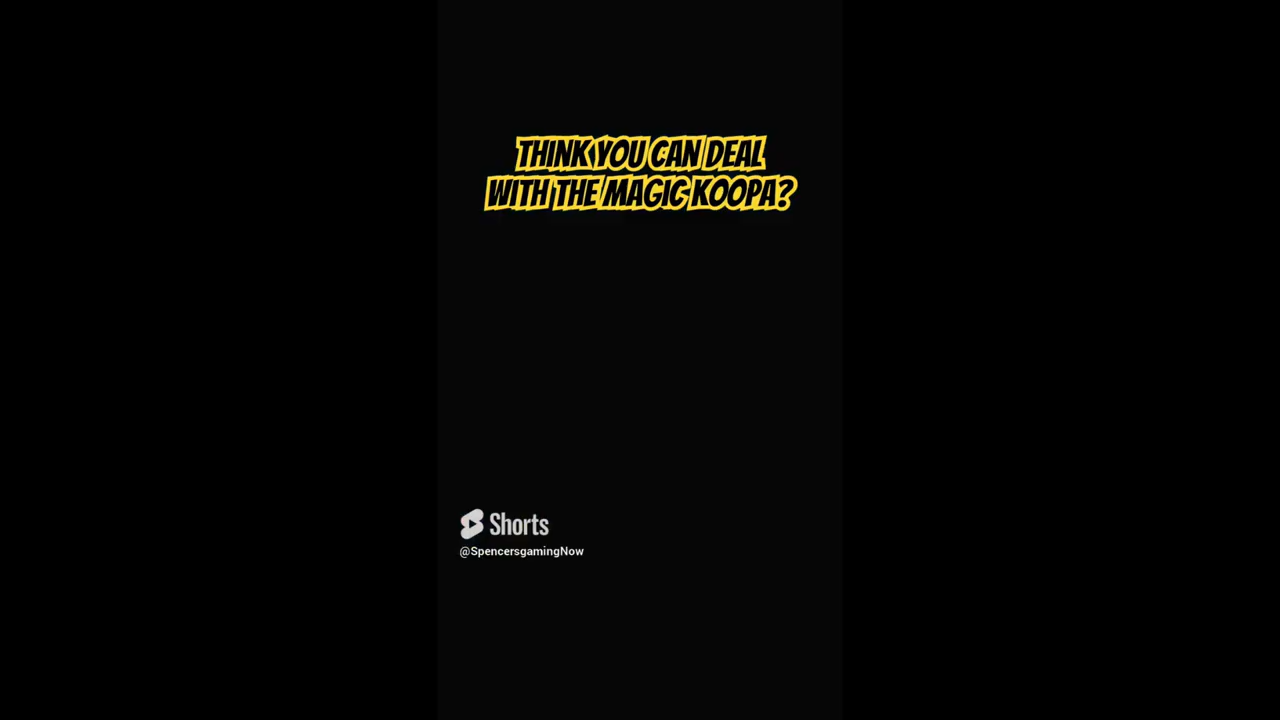 THINK YOU CAN DEAL
WITH THE MAGIC KOOPA?
Shorts
@SpencersgamingNow